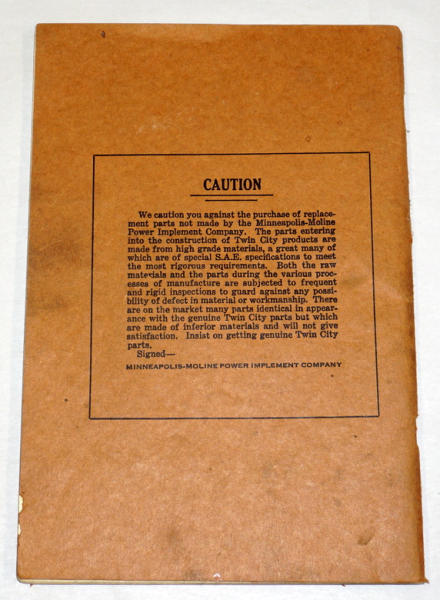 CAUTION
We caution you against the purchase of replace-
ment parts not made by the Minneapolis-Moline
Power Implement Company. The parts entering
into the construction of Twin City products are
made from high grade materials, a great many of
which are of special S.A.E. specifications to meet
the most rigorous requirements. Both the raw
materials and the parts during the various proc-
esses of manufacture are subjected to frequent
and rigid inspections to guard against any possi-
bility of defect in material or workmanship. There
are on the market many parts identical in appear-
ance with the genuine Twin City parts but which
are made of inferior materials and will not give
satisfaction. Insist on getting genuine Twin City
parts.
Signed—
MINNEAPOLIS-MOLINE POWER IMPLEMENT COMPANY